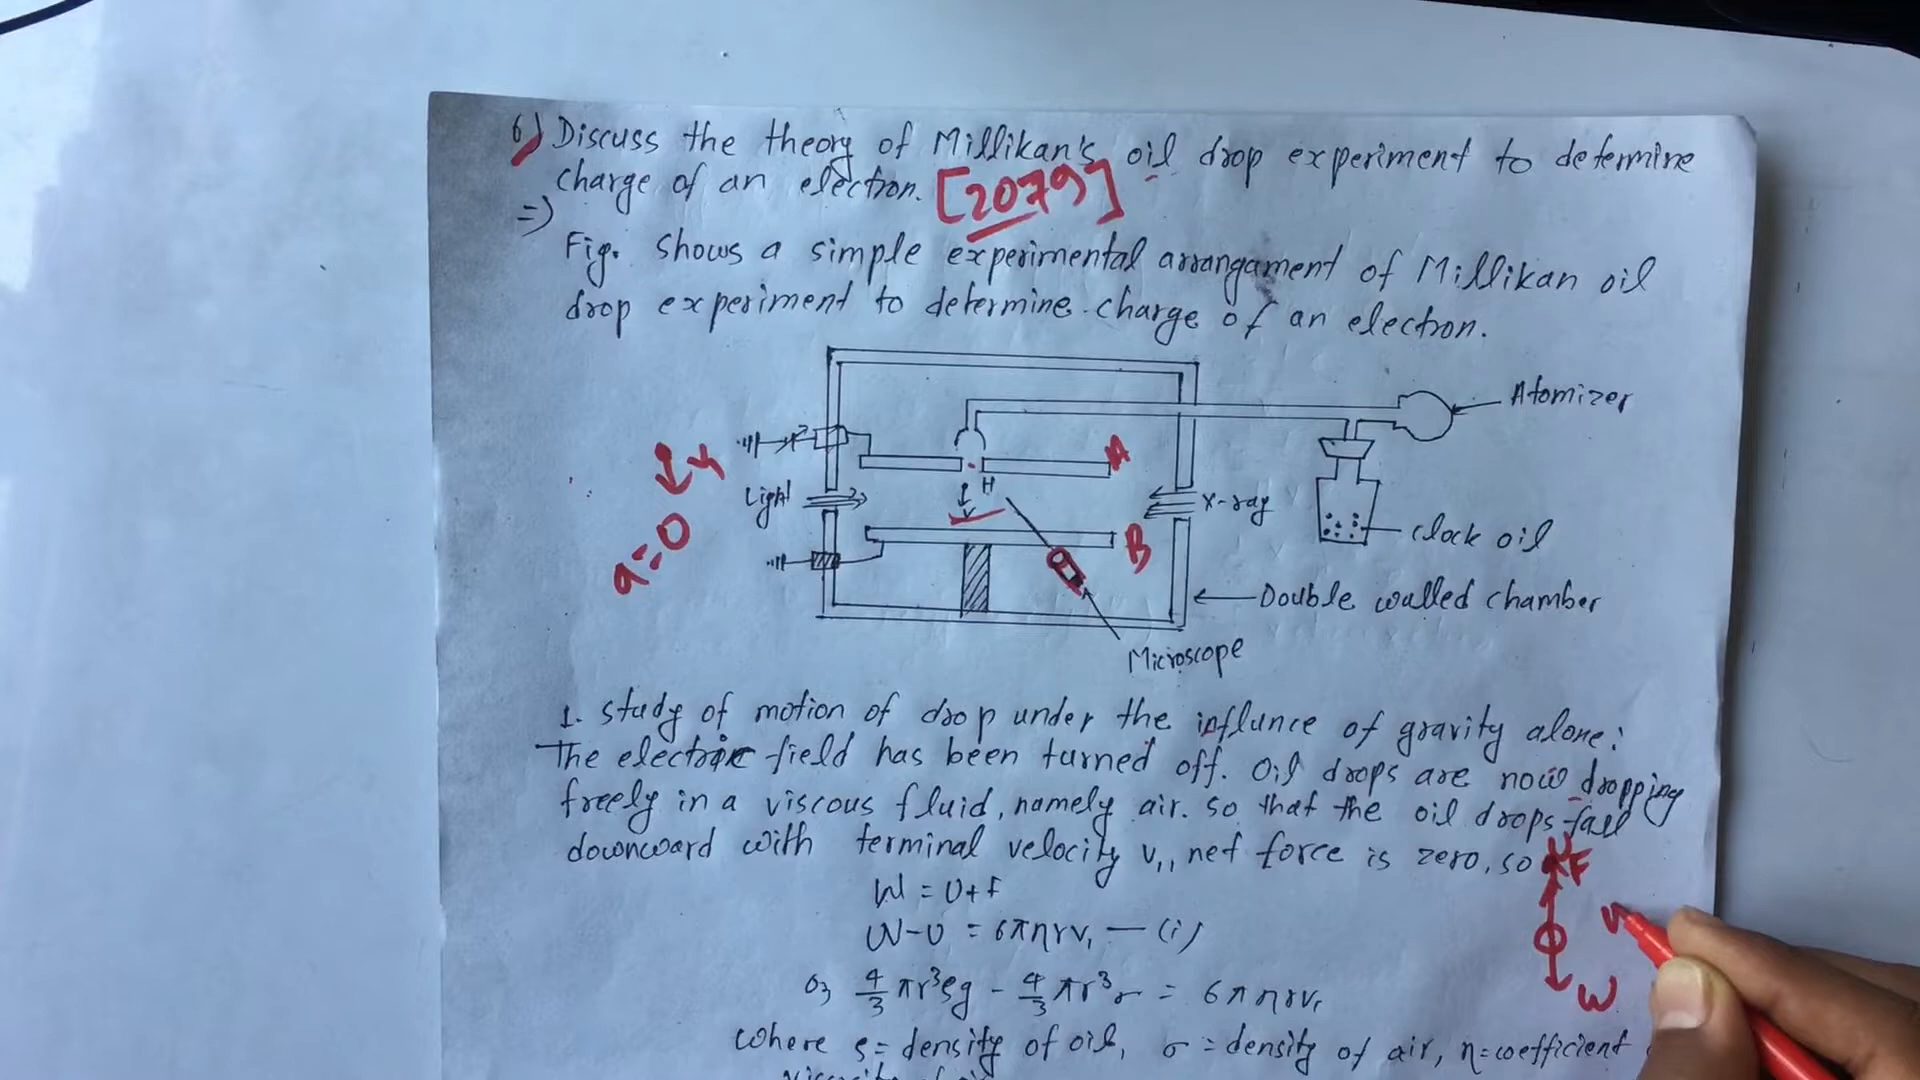 6) Discuss the theory of Millikan's oil drop experiment to determine
charge of an electron. [2079]
=)
Fig. shows a simple experimental arrangament of Millikan oil
drop experiment to determine charge of an electron.
Atomizer
A
Light
H
X-ray
a=0
B
clock oil
Double walled chamber
Microscope
1. study of motion of drop under the influnce of gravity alone:
The electric field has been turned off. Oil drops are now dropping
freely in a viscous fluid, namely air. so that the oil drops fall
downward with terminal velocity v₁, net force is zero, so
F
W = U+F
W-U = 6πηrv₁ — (i)
W
or 4/3 πr³ρg - 4/3 πr³σ = 6πηrv₁
where ρ = density of oil, σ = density of air, η=coefficient